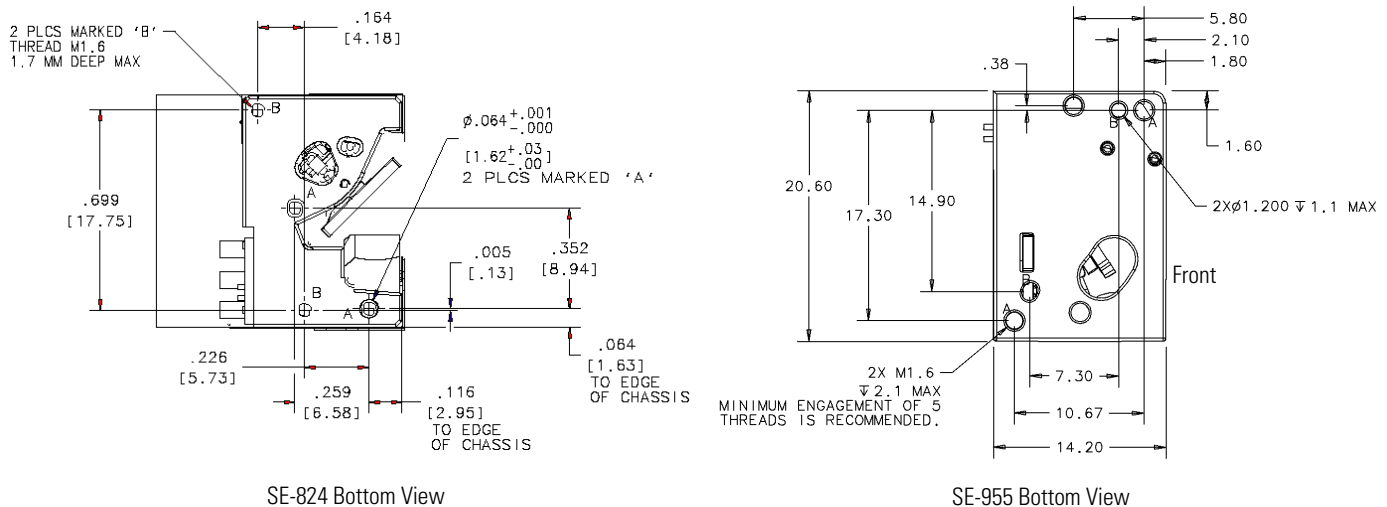 2 PLCS MARKED 'B'
THREAD M1.6
1.7 MM DEEP MAX
.164
[4.18]
B
Ø.064 +.001 -.000
[1.62 +.03 -.00]
2 PLCS MARKED 'A'
A
.699
[17.75]
.352
[8.94]
.005
[.13]
B
A
.226
[5.73]
.259
[6.58]
.116
[2.95]
TO EDGE
OF CHASSIS
.064
[1.63]
TO EDGE
OF CHASSIS
SE-824 Bottom View
5.80
2.10
1.80
.38
B
A
1.60
20.60
17.30
14.90
2XØ1.200 ↧ 1.1 MAX
Front
B
A
2X M1.6
↧ 2.1 MAX
MINIMUM ENGAGEMENT OF 5
THREADS IS RECOMMENDED.
7.30
10.67
14.20
SE-955 Bottom View